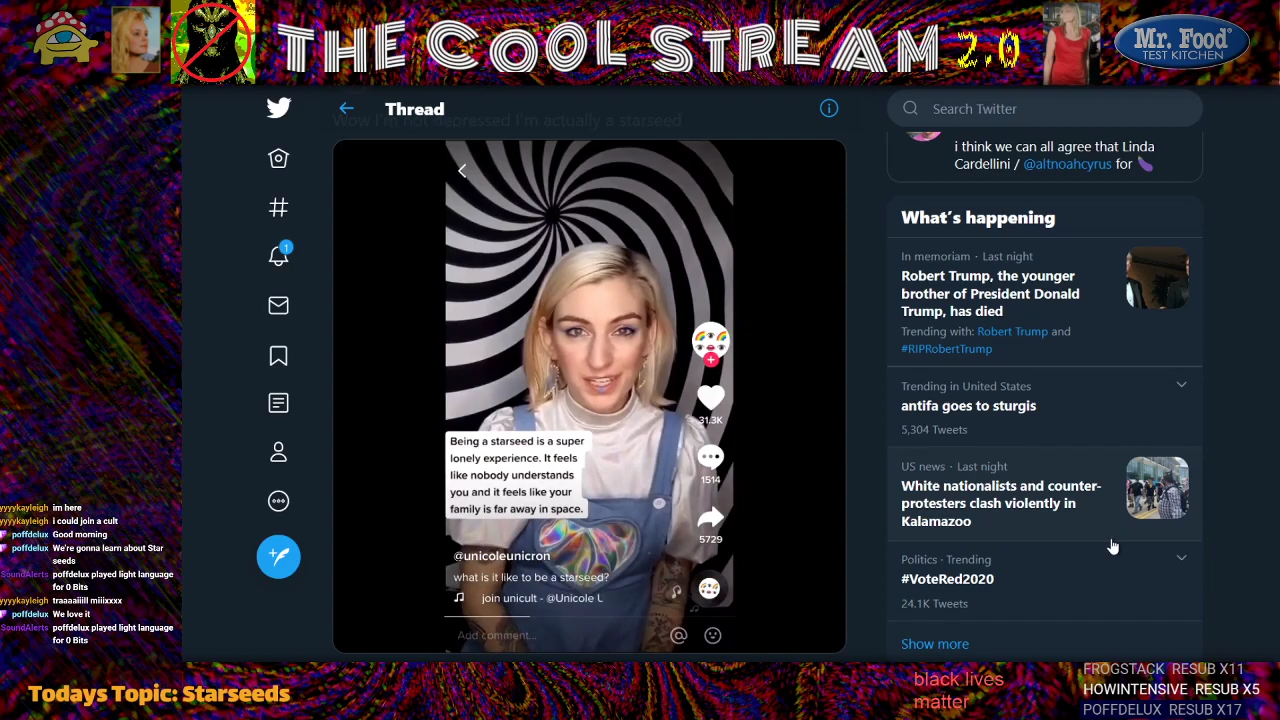 THE COOL STREAM 2.0
Mr. Food
TEST KITCHEN
Thread
Wow I'm not depressed I'm actually a starseed
Search Twitter
i think we can all agree that Linda
Cardellini / @altnoahcyrus for 🍆
What's happening
In memoriam · Last night
Robert Trump, the younger
brother of President Donald
Trump, has died
Trending with: Robert Trump and
#RIPRobertTrump
Trending in United States
antifa goes to sturgis
5,304 Tweets
US news · Last night
White nationalists and counter-
protesters clash violently in
Kalamazoo
Politics · Trending
#VoteRed2020
24.1K Tweets
Show more
1
31.3K
1514
5729
Being a starseed is a super
lonely experience. It feels
like nobody understands
you and it feels like your
family is far away in space.
@unicoleunicron
what is it like to be a starseed?
join unicult - @Unicole U
Add comment...
yyyykayleigh im here
yyyykayleigh i could join a cult
poffdelux Good morning
poffdelux We're gonna learn about Star
seeds
SoundAlerts poffdelux played light language
for 0 Bits
yyyykayleigh traaaaiiill miiixxxx
poffdelux We love it
SoundAlerts poffdelux played light language
for 0 Bits
Todays Topic: Starseeds
black lives
matter
FROGSTACK RESUB X11
HOWINTENSIVE RESUB X5
POFFDELUX RESUB X17